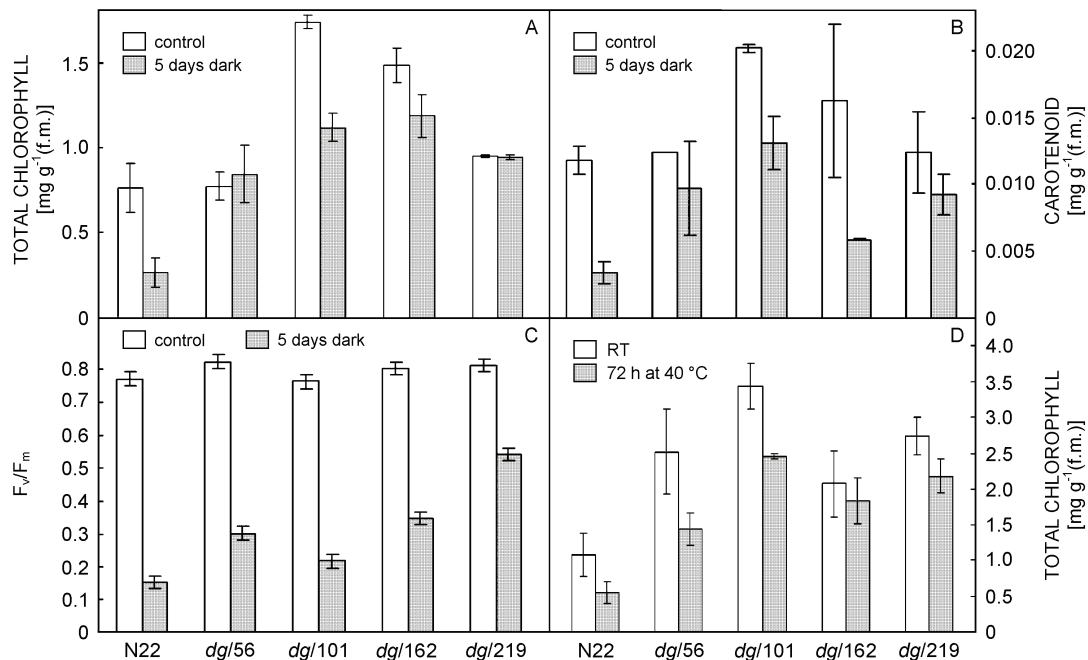 A
control
5 days dark
1.5
1.0
0.5
0
TOTAL CHLOROPHYLL
[mg g⁻¹(f.m.)]
B
control
5 days dark
0.020
0.015
0.010
0.005
0
CAROTENOID
[mg g⁻¹(f.m.)]
C
control
5 days dark
0.8
0.7
0.6
0.5
0.4
0.3
0.2
0.1
0
Fᵥ/Fₘ
N22
dg/56
dg/101
dg/162
dg/219
D
RT
72 h at 40 °C
4.0
3.5
3.0
2.5
2.0
1.5
1.0
0.5
0
TOTAL CHLOROPHYLL
[mg g⁻¹(f.m.)]
N22
dg/56
dg/101
dg/162
dg/219